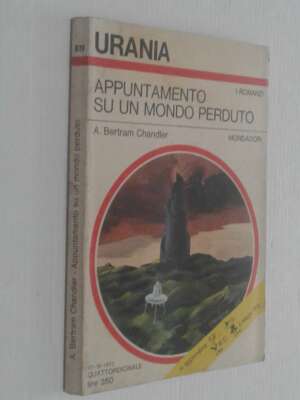 URANIA
APPUNTAMENTO
SU UN MONDO PERDUTO
I ROMANZI
A. Bertram Chandler
MONDADORI
QUATTORDICINALE
lire 350
A. Bertram Chandler - Appuntamento su un mondo perduto
URANIA